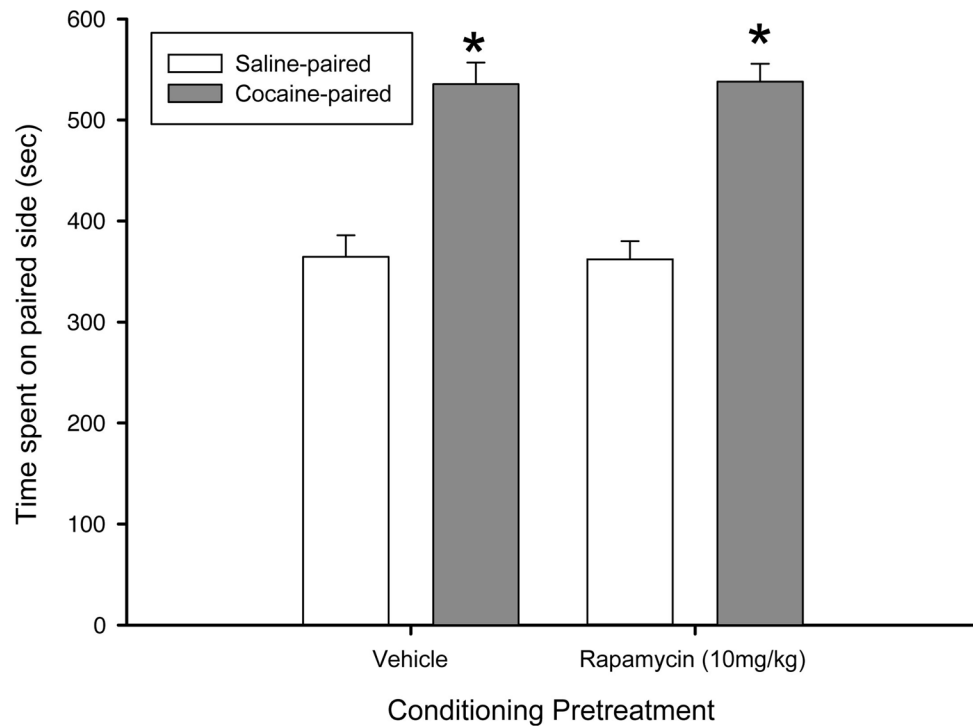 600
500
400
300
200
100
0
Time spent on paired side (sec)
Saline-paired
Cocaine-paired
*
*
Vehicle
Rapamycin (10mg/kg)
Conditioning Pretreatment